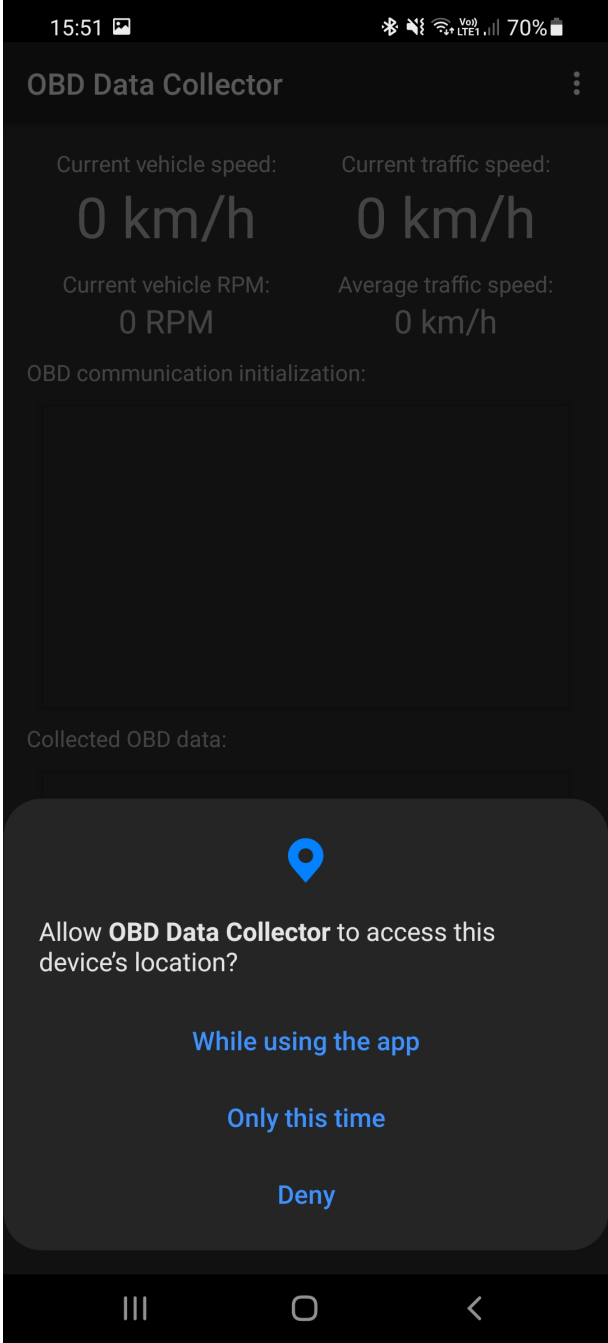 15:51 70%
Vo))
LTE1
OBD Data Collector
Current vehicle speed: Current traffic speed:
0 km/h 0 km/h
Current vehicle RPM: Average traffic speed:
0 RPM 0 km/h
OBD communication initialization:
Collected OBD data:
Allow OBD Data Collector to access this
device's location?
While using the app
Only this time
Deny